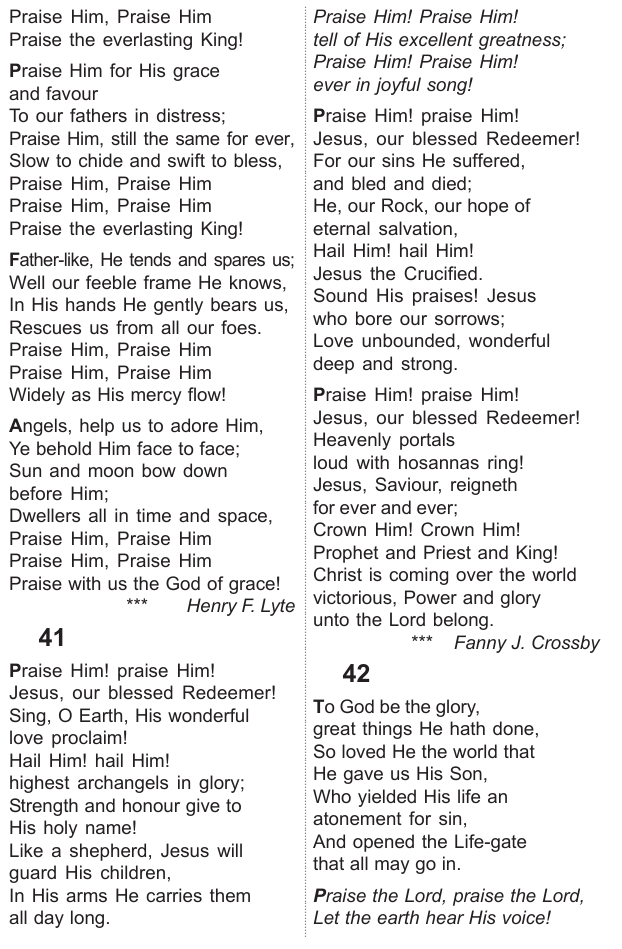 Praise Him, Praise Him
Praise the everlasting King!
Praise Him for His grace
and favour
To our fathers in distress;
Praise Him, still the same for ever,
Slow to chide and swift to bless,
Praise Him, Praise Him
Praise Him, Praise Him
Praise the everlasting King!
Father-like, He tends and spares us;
Well our feeble frame He knows,
In His hands He gently bears us,
Rescues us from all our foes.
Praise Him, Praise Him
Praise Him, Praise Him
Widely as His mercy flow!
Angels, help us to adore Him,
Ye behold Him face to face;
Sun and moon bow down
before Him;
Dwellers all in time and space,
Praise Him, Praise Him
Praise Him, Praise Him
Praise with us the God of grace!
*** Henry F. Lyte
41
Praise Him! praise Him!
Jesus, our blessed Redeemer!
Sing, O Earth, His wonderful
love proclaim!
Hail Him! hail Him!
highest archangels in glory;
Strength and honour give to
His holy name!
Like a shepherd, Jesus will
guard His children,
In His arms He carries them
all day long.
Praise Him! Praise Him!
tell of His excellent greatness;
Praise Him! Praise Him!
ever in joyful song!
Praise Him! praise Him!
Jesus, our blessed Redeemer!
For our sins He suffered,
and bled and died;
He, our Rock, our hope of
eternal salvation,
Hail Him! hail Him!
Jesus the Crucified.
Sound His praises! Jesus
who bore our sorrows;
Love unbounded, wonderful
deep and strong.
Praise Him! praise Him!
Jesus, our blessed Redeemer!
Heavenly portals
loud with hosannas ring!
Jesus, Saviour, reigneth
for ever and ever;
Crown Him! Crown Him!
Prophet and Priest and King!
Christ is coming over the world
victorious, Power and glory
unto the Lord belong.
*** Fanny J. Crossby
42
To God be the glory,
great things He hath done,
So loved He the world that
He gave us His Son,
Who yielded His life an
atonement for sin,
And opened the Life-gate
that all may go in.
Praise the Lord, praise the Lord,
Let the earth hear His voice!